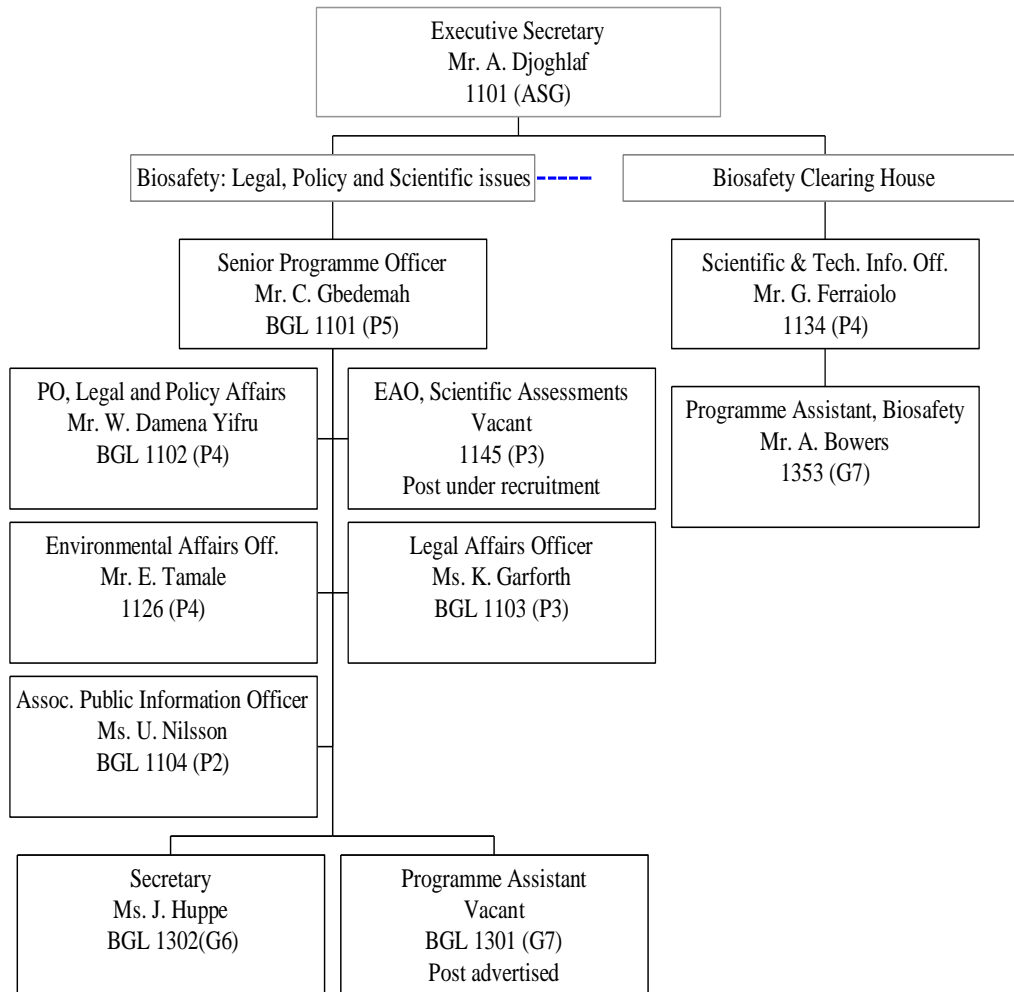 Executive Secretary
Mr. A. Djoghlaf
1101 (ASG)
Biosafety: Legal, Policy and Scientific issues
Biosafety Clearing House
Senior Programme Officer
Mr. C. Gbedemah
BGL 1101 (P5)
Scientific & Tech. Info. Off.
Mr. G. Ferraiolo
1134 (P4)
PO, Legal and Policy Affairs
Mr. W. Damena Yifru
BGL 1102 (P4)
EAO, Scientific Assessments
Vacant
1145 (P3)
Post under recruitment
Programme Assistant, Biosafety
Mr. A. Bowers
1353 (G7)
Environmental Affairs Off.
Mr. E. Tamale
1126 (P4)
Legal Affairs Officer
Ms. K. Garforth
BGL 1103 (P3)
Assoc. Public Information Officer
Ms. U. Nilsson
BGL 1104 (P2)
Secretary
Ms. J. Huppe
BGL 1302(G6)
Programme Assistant
Vacant
BGL 1301 (G7)
Post advertised